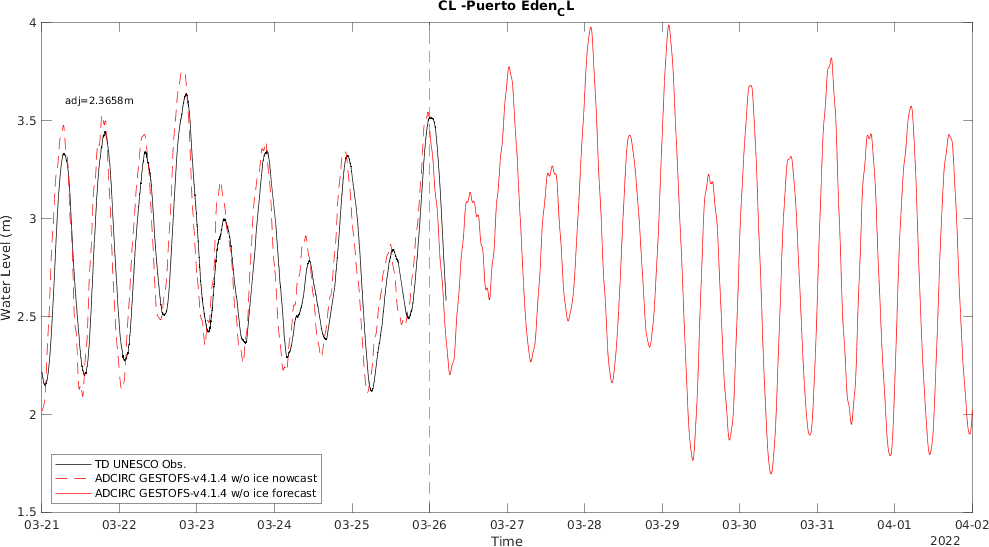 CL -Puerto Eden_CL
4
adj=2.3658m
3.5
3
2.5
2
1.5
Water Level (m)
TD UNESCO Obs.
ADCIRC GESTOFS-v4.1.4 w/o ice nowcast
ADCIRC GESTOFS-v4.1.4 w/o ice forecast
03-21 03-22 03-23 03-24 03-25 03-26 03-27 03-28 03-29 03-30 03-31 04-01 04-02
Time
2022